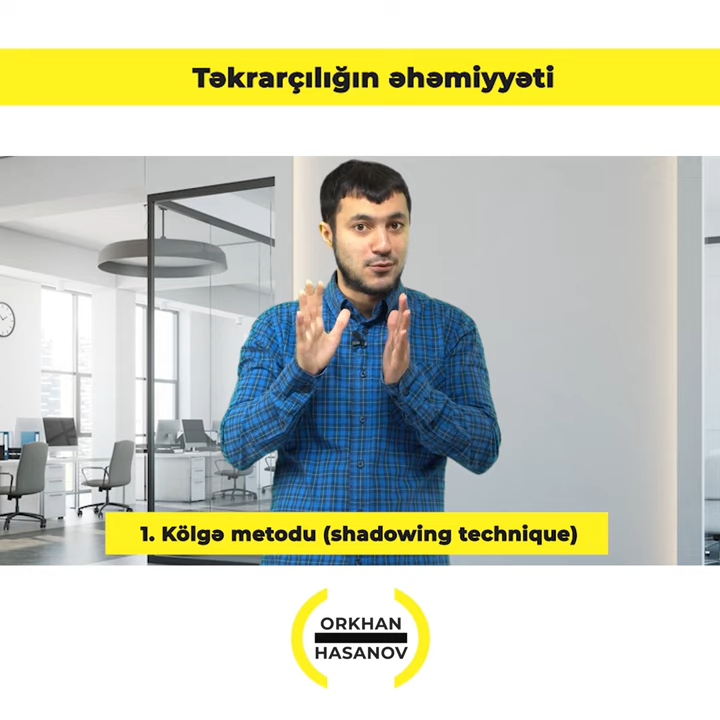 Təkrarçılığın əhəmiyyəti
1. Kölgə metodu (shadowing technique)
ORKHAN
HASANOV